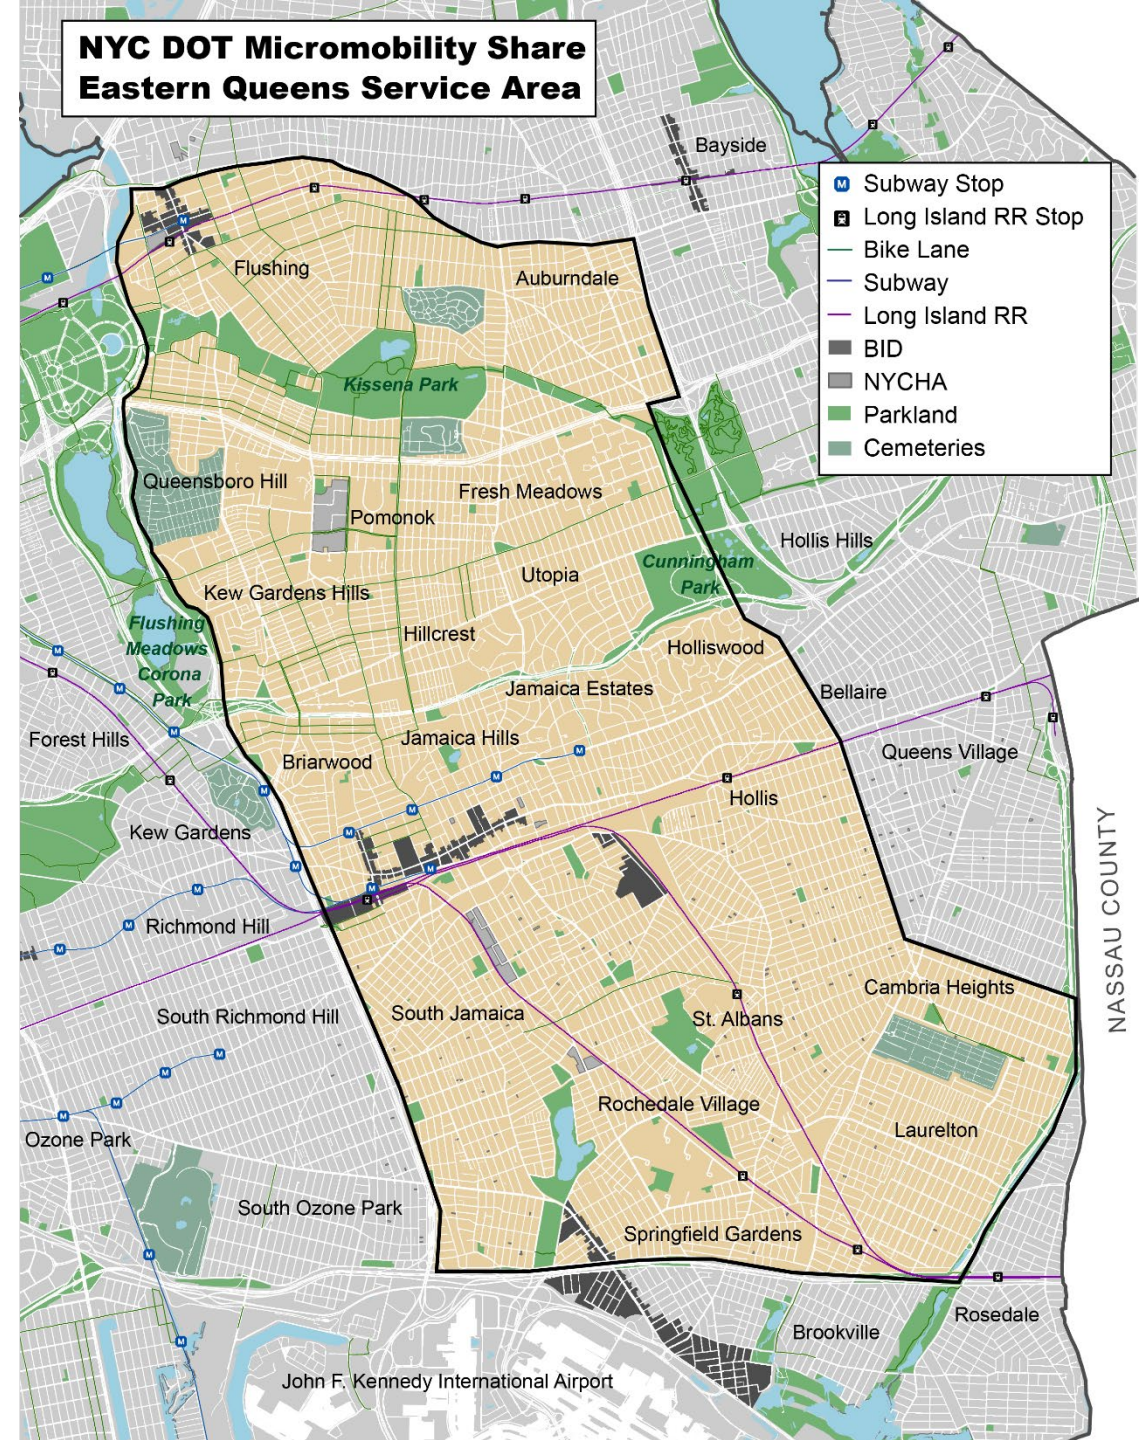 NYC DOT Micromobility Share
Eastern Queens Service Area
Bayside
Subway Stop
Long Island RR Stop
Bike Lane
Subway
Long Island RR
BID
NYCHA
Parkland
Cemeteries
Flushing
Auburndale
Kissena Park
Queensboro Hill
Fresh Meadows
Pomonok
Hollis Hills
Cunningham
Park
Utopia
Kew Gardens Hills
Flushing
Meadows
Corona
Park
Hillcrest
Holliswood
Jamaica Estates
Bellaire
Forest Hills
Jamaica Hills
Queens Village
Briarwood
Hollis
Kew Gardens
NASSAU COUNTY
Richmond Hill
Cambria Heights
South Richmond Hill
South Jamaica
St. Albans
Rochedale Village
Laurelton
Ozone Park
South Ozone Park
Springfield Gardens
Rosedale
Brookville
John F. Kennedy International Airport